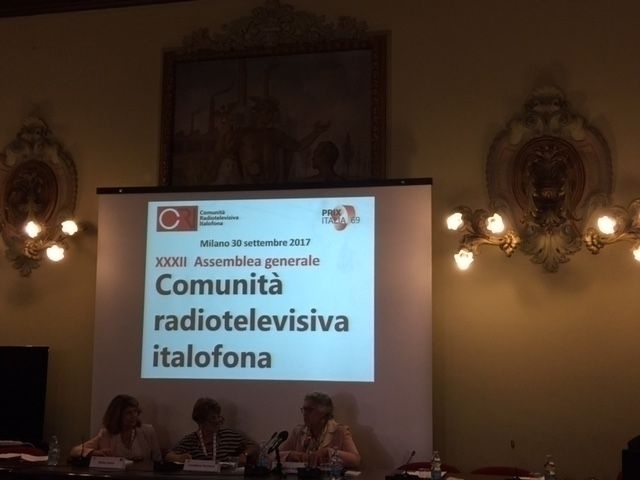 CRI
Comunità
Radiotelevisiva
Italofona
PRIX
ITALIA 69
Milano 30 settembre 2017
XXXII Assemblea generale
Comunità
radiotelevisiva
italofona